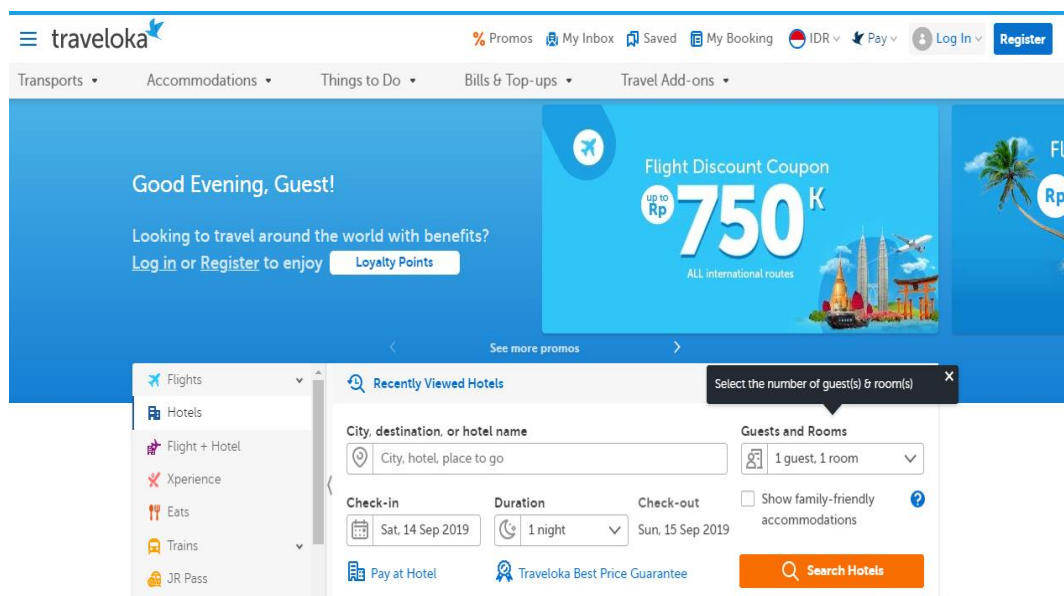 traveloka
% Promos My Inbox Saved My Booking IDR Pay Log In Register
Transports Accommodations Things to Do Bills & Top-ups Travel Add-ons
Good Evening, Guest!
Looking to travel around the world with benefits?
Log in or Register to enjoy Loyalty Points
Flight Discount Coupon
up to
Rp 750 K
ALL international routes
Rp
See more promos
Flights
Hotels
Flight + Hotel
Xperience
Eats
Trains
JR Pass
Recently Viewed Hotels
Select the number of guest(s) & room(s) X
City, destination, or hotel name
City, hotel, place to go
Guests and Rooms
1 guest, 1 room
Check-in Duration Check-out
Sat, 14 Sep 2019 1 night Sun, 15 Sep 2019
Show family-friendly ?
accommodations
Pay at Hotel Traveloka Best Price Guarantee
Search Hotels